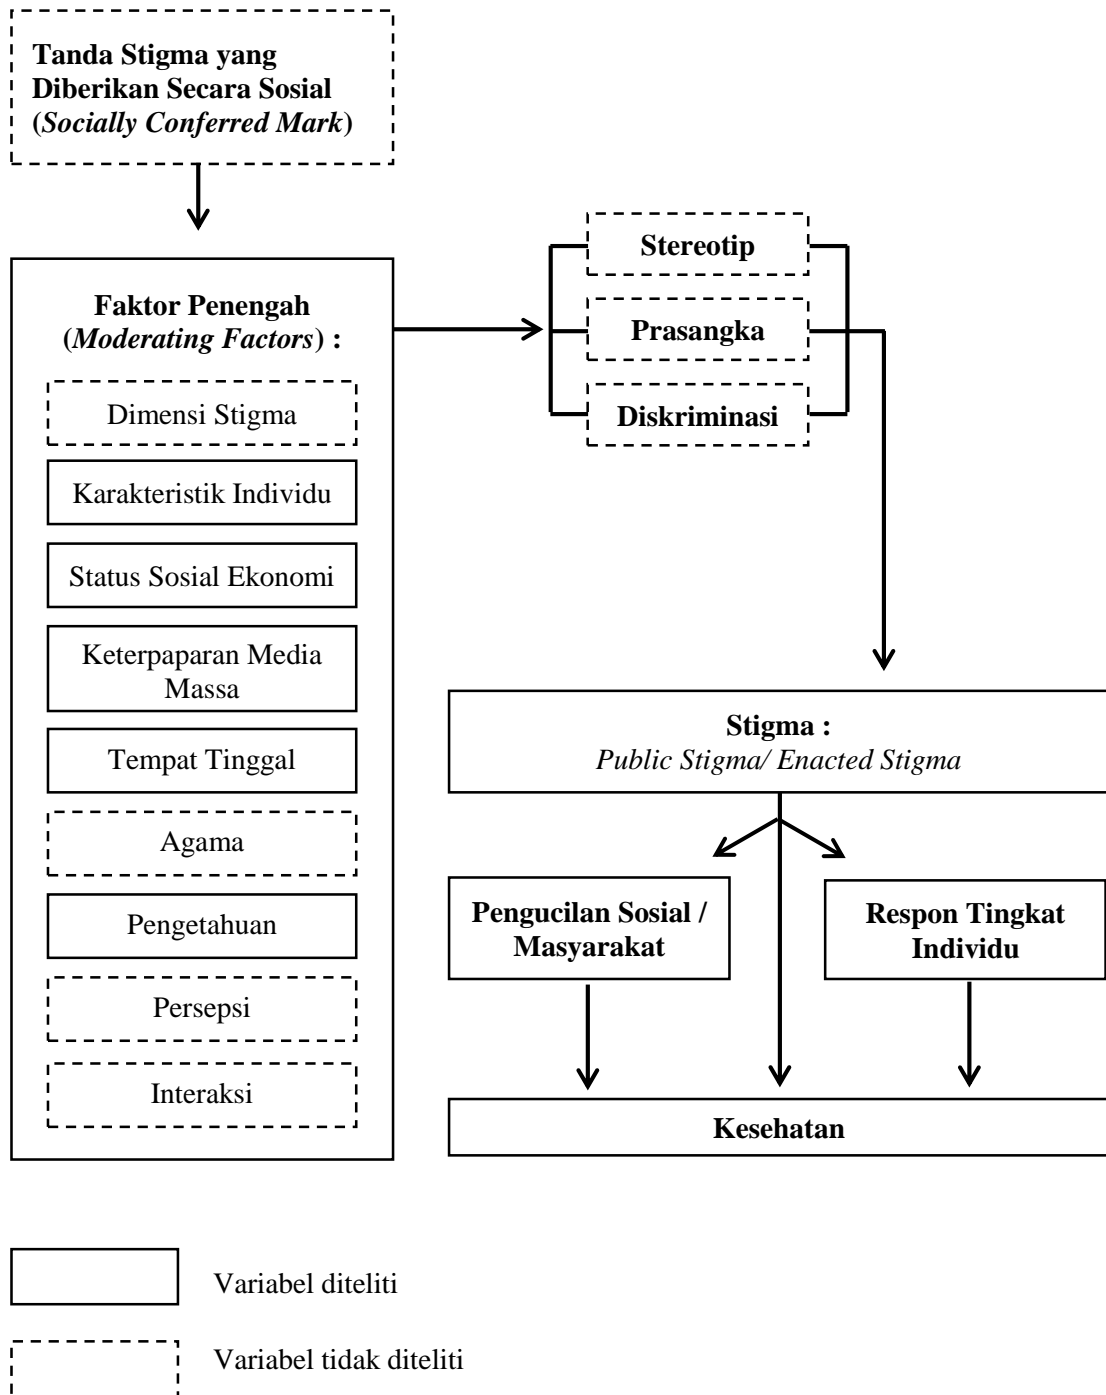 Tanda Stigma yang
Diberikan Secara Sosial
(Socially Conferred Mark)
Faktor Penengah
(Moderating Factors) :
Dimensi Stigma
Karakteristik Individu
Status Sosial Ekonomi
Keterpaparan Media
Massa
Tempat Tinggal
Agama
Pengetahuan
Persepsi
Interaksi
Stereotip
Prasangka
Diskriminasi
Stigma :
Public Stigma/ Enacted Stigma
Pengucilan Sosial /
Masyarakat
Respon Tingkat
Individu
Kesehatan
Variabel diteliti
Variabel tidak diteliti